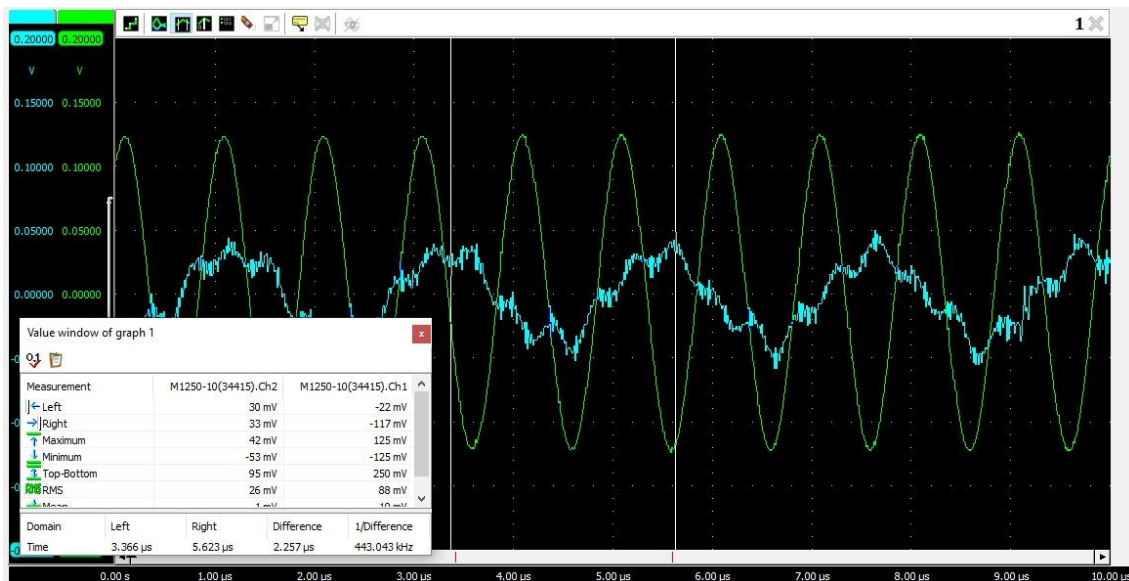 1
0.20000 0.20000
V V
0.15000 0.15000
0.10000 0.10000
f
0.05000 0.05000
0.00000 0.00000
Value window of graph 1
Measurement M1250-10(34415).Ch2 M1250-10(34415).Ch1
Left 30 mV -22 mV
Right 33 mV -117 mV
Maximum 42 mV 125 mV
Minimum -53 mV -125 mV
Top-Bottom 95 mV 250 mV
RMS RMS 26 mV 88 mV
Mean 1 mV 10 mV
Domain Left Right Difference 1/Difference
Time 3.366 µs 5.623 µs 2.257 µs 443.043 kHz
0.00 s 1.00 µs 2.00 µs 3.00 µs 4.00 µs 5.00 µs 6.00 µs 7.00 µs 8.00 µs 9.00 µs 10.00 µs